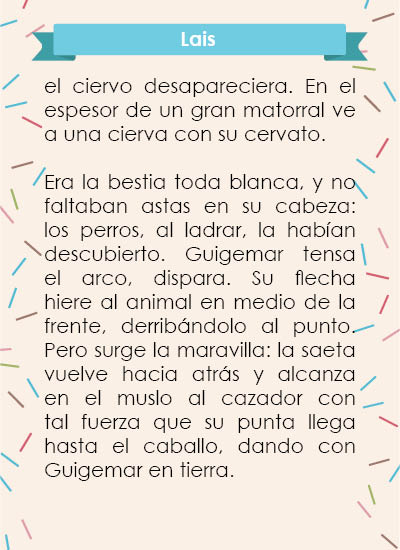 Lais
el ciervo desapareciera. En el
espesor de un gran matorral ve
a una cierva con su cervato.
Era la bestia toda blanca, y no
faltaban astas en su cabeza:
los perros, al ladrar, la habían
descubierto. Guigemar tensa
el arco, dispara. Su flecha
hiere al animal en medio de la
frente, derribándolo al punto.
Pero surge la maravilla: la saeta
vuelve hacia atrás y alcanza
en el muslo al cazador con
tal fuerza que su punta llega
hasta el caballo, dando con
Guigemar en tierra.